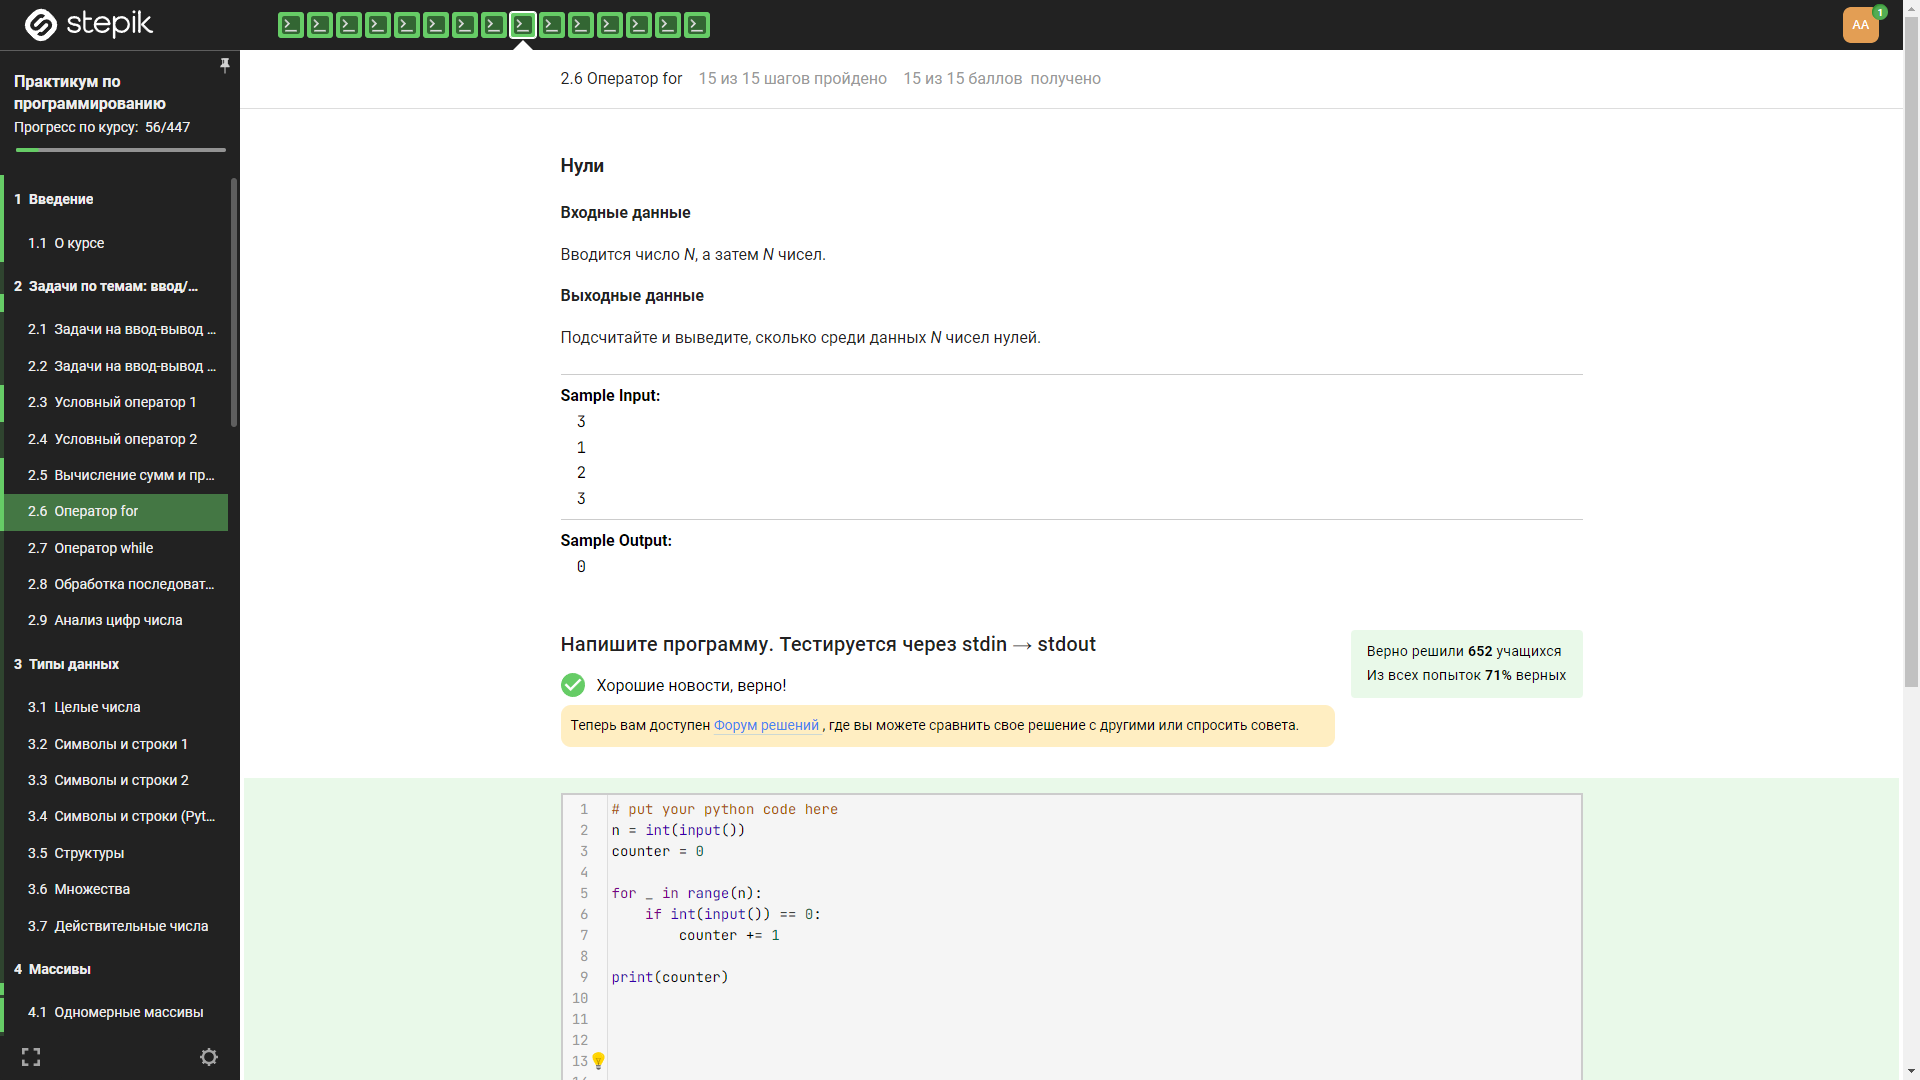 stepik
AA
1
Практикум по
программированию
Прогресс по курсу: 56/447
1 Введение
1.1 О курсе
2 Задачи по темам: ввод/...
2.1 Задачи на ввод-вывод ...
2.2 Задачи на ввод-вывод ...
2.3 Условный оператор 1
2.4 Условный оператор 2
2.5 Вычисление сумм и пр...
2.6 Оператор for
2.7 Оператор while
2.8 Обработка последоват...
2.9 Анализ цифр числа
3 Типы данных
3.1 Целые числа
3.2 Символы и строки 1
3.3 Символы и строки 2
3.4 Символы и строки (Pyt...
3.5 Структуры
3.6 Множества
3.7 Действительные числа
4 Массивы
4.1 Одномерные массивы
2.6 Оператор for 15 из 15 шагов пройдено 15 из 15 баллов получено
Нули
Входные данные
Вводится число N, а затем N чисел.
Выходные данные
Подсчитайте и выведите, сколько среди данных N чисел нулей.
Sample Input:
3
1
2
3
Sample Output:
0
Напишите программу. Тестируется через stdin → stdout
Верно решили 652 учащихся
Из всех попыток 71% верных
Хорошие новости, верно!
Теперь вам доступен Форум решений , где вы можете сравнить свое решение с другими или спросить совета.
1 # put your python code here
2 n = int(input())
3 counter = 0
4
5 for _ in range(n):
6     if int(input()) == 0:
7         counter += 1
8
9 print(counter)
10
11
12
13